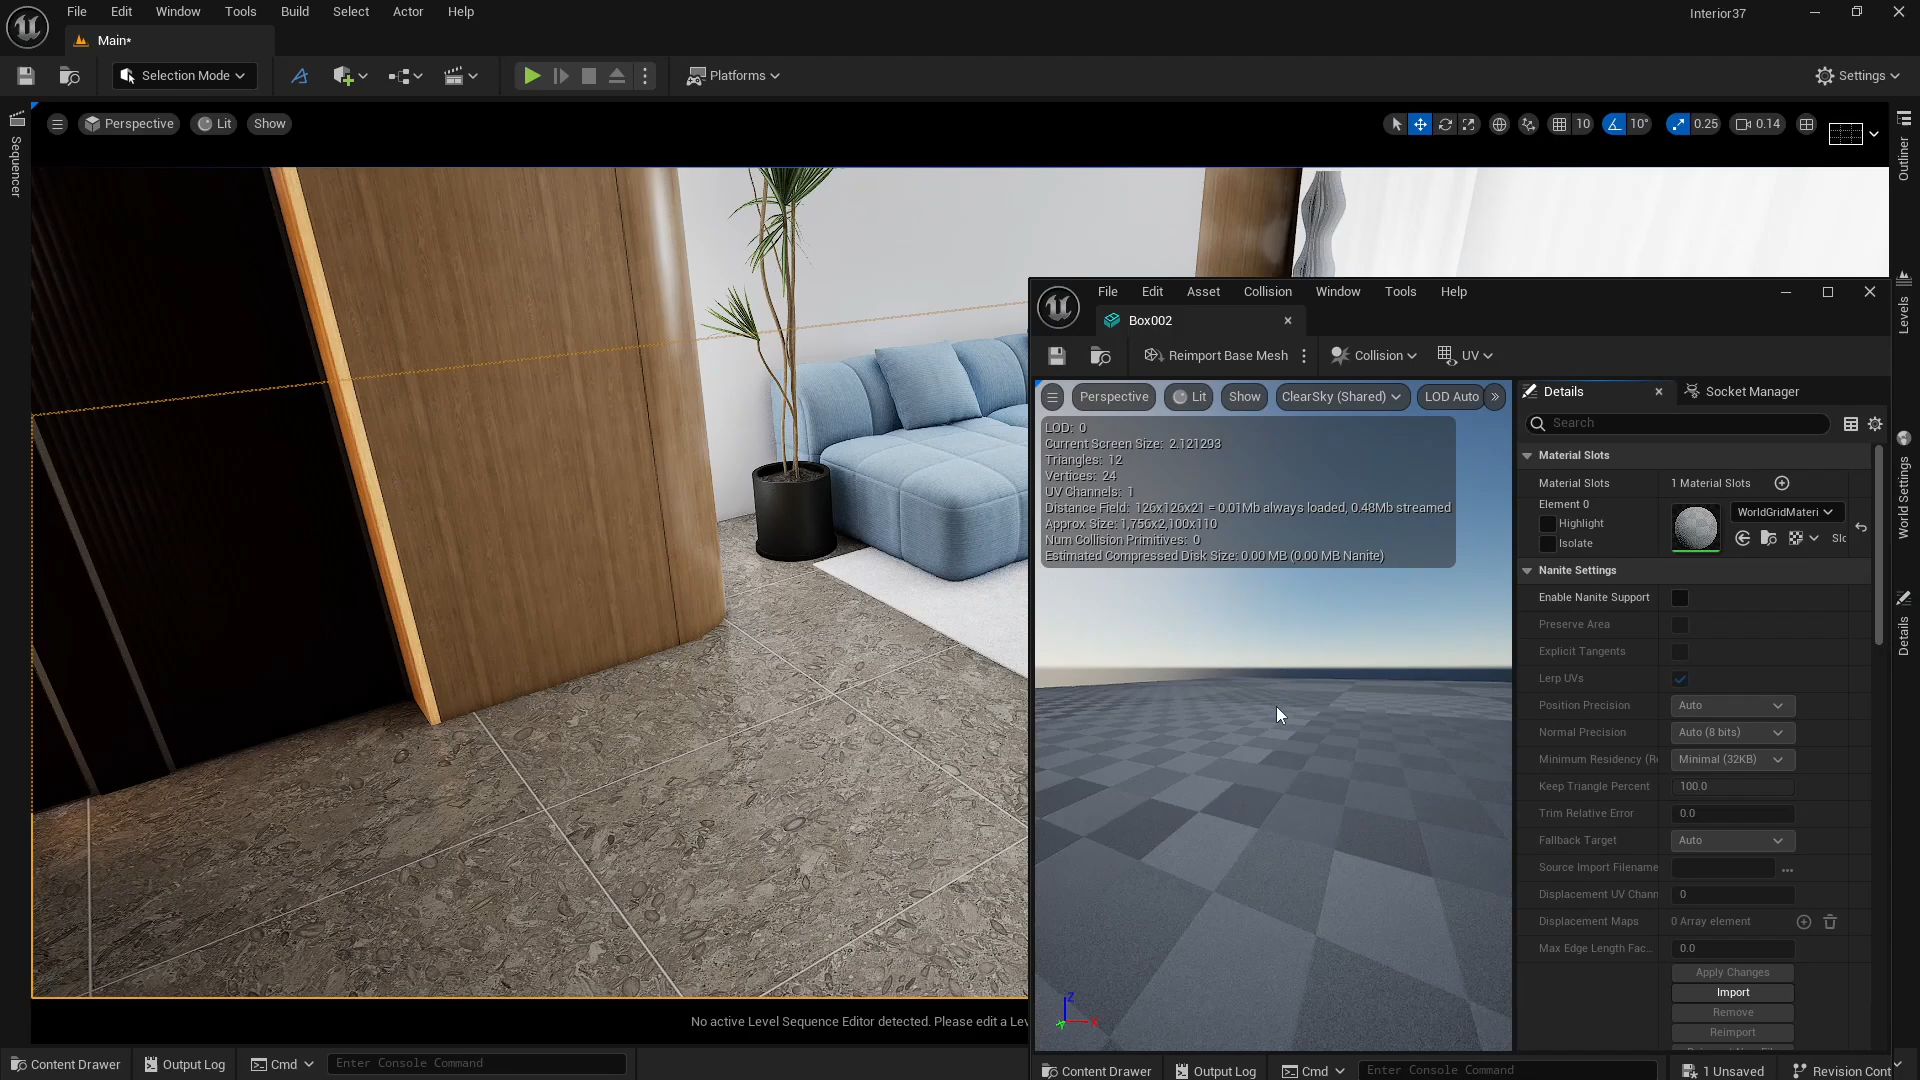 File Edit Window Tools Build Select Actor Help
Interior37
Main*
Selection Mode
Platforms
Settings
Sequencer
Perspective Lit Show
10 10° 0.25 0.14
Outliner
Levels
World Settings
Details
File Edit Asset Collision Window Tools Help
Box002
Reimport Base Mesh Collision UV
Perspective Lit Show ClearSky (Shared) LOD Auto
LOD: 0
Current Screen Size: 2.121293
Triangles: 12
Vertices: 24
UV Channels: 1
Distance Field: 126x126x21 = 0.01Mb always loaded, 0.48Mb streamed
Approx Size: 1,756x2,100x110
Num Collision Primitives: 0
Estimated Compressed Disk Size: 0.00 MB (0.00 MB Nanite)
Details Socket Manager
Search
Material Slots
Material Slots 1 Material Slots
Element 0
WorldGridMateri
Highlight
Isolate
Slc
Nanite Settings
Enable Nanite Support
Preserve Area
Explicit Tangents
Lerp UVs
Position Precision Auto
Normal Precision Auto (8 bits)
Minimum Residency (Ro Minimal (32KB)
Keep Triangle Percent 100.0
Trim Relative Error 0.0
Fallback Target Auto
Source Import Filename
Displacement UV Chann 0
Displacement Maps 0 Array element
Max Edge Length Fac... 0.0
Apply Changes
Import
Remove
Reimport
Z
X
Y
No active Level Sequence Editor detected. Please edit a Lev
Content Drawer Output Log Cmd Enter Console Command
Content Drawer Output Log Cmd Enter Console Command 1 Unsaved Revision Cont